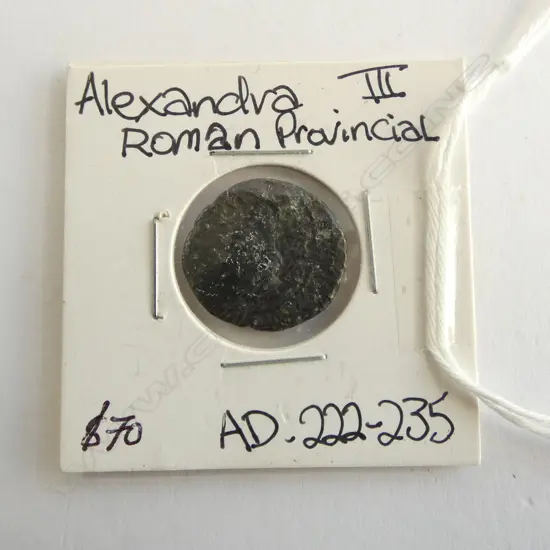 Alexandra III
Roman Provincial
$70
AD. 222-235